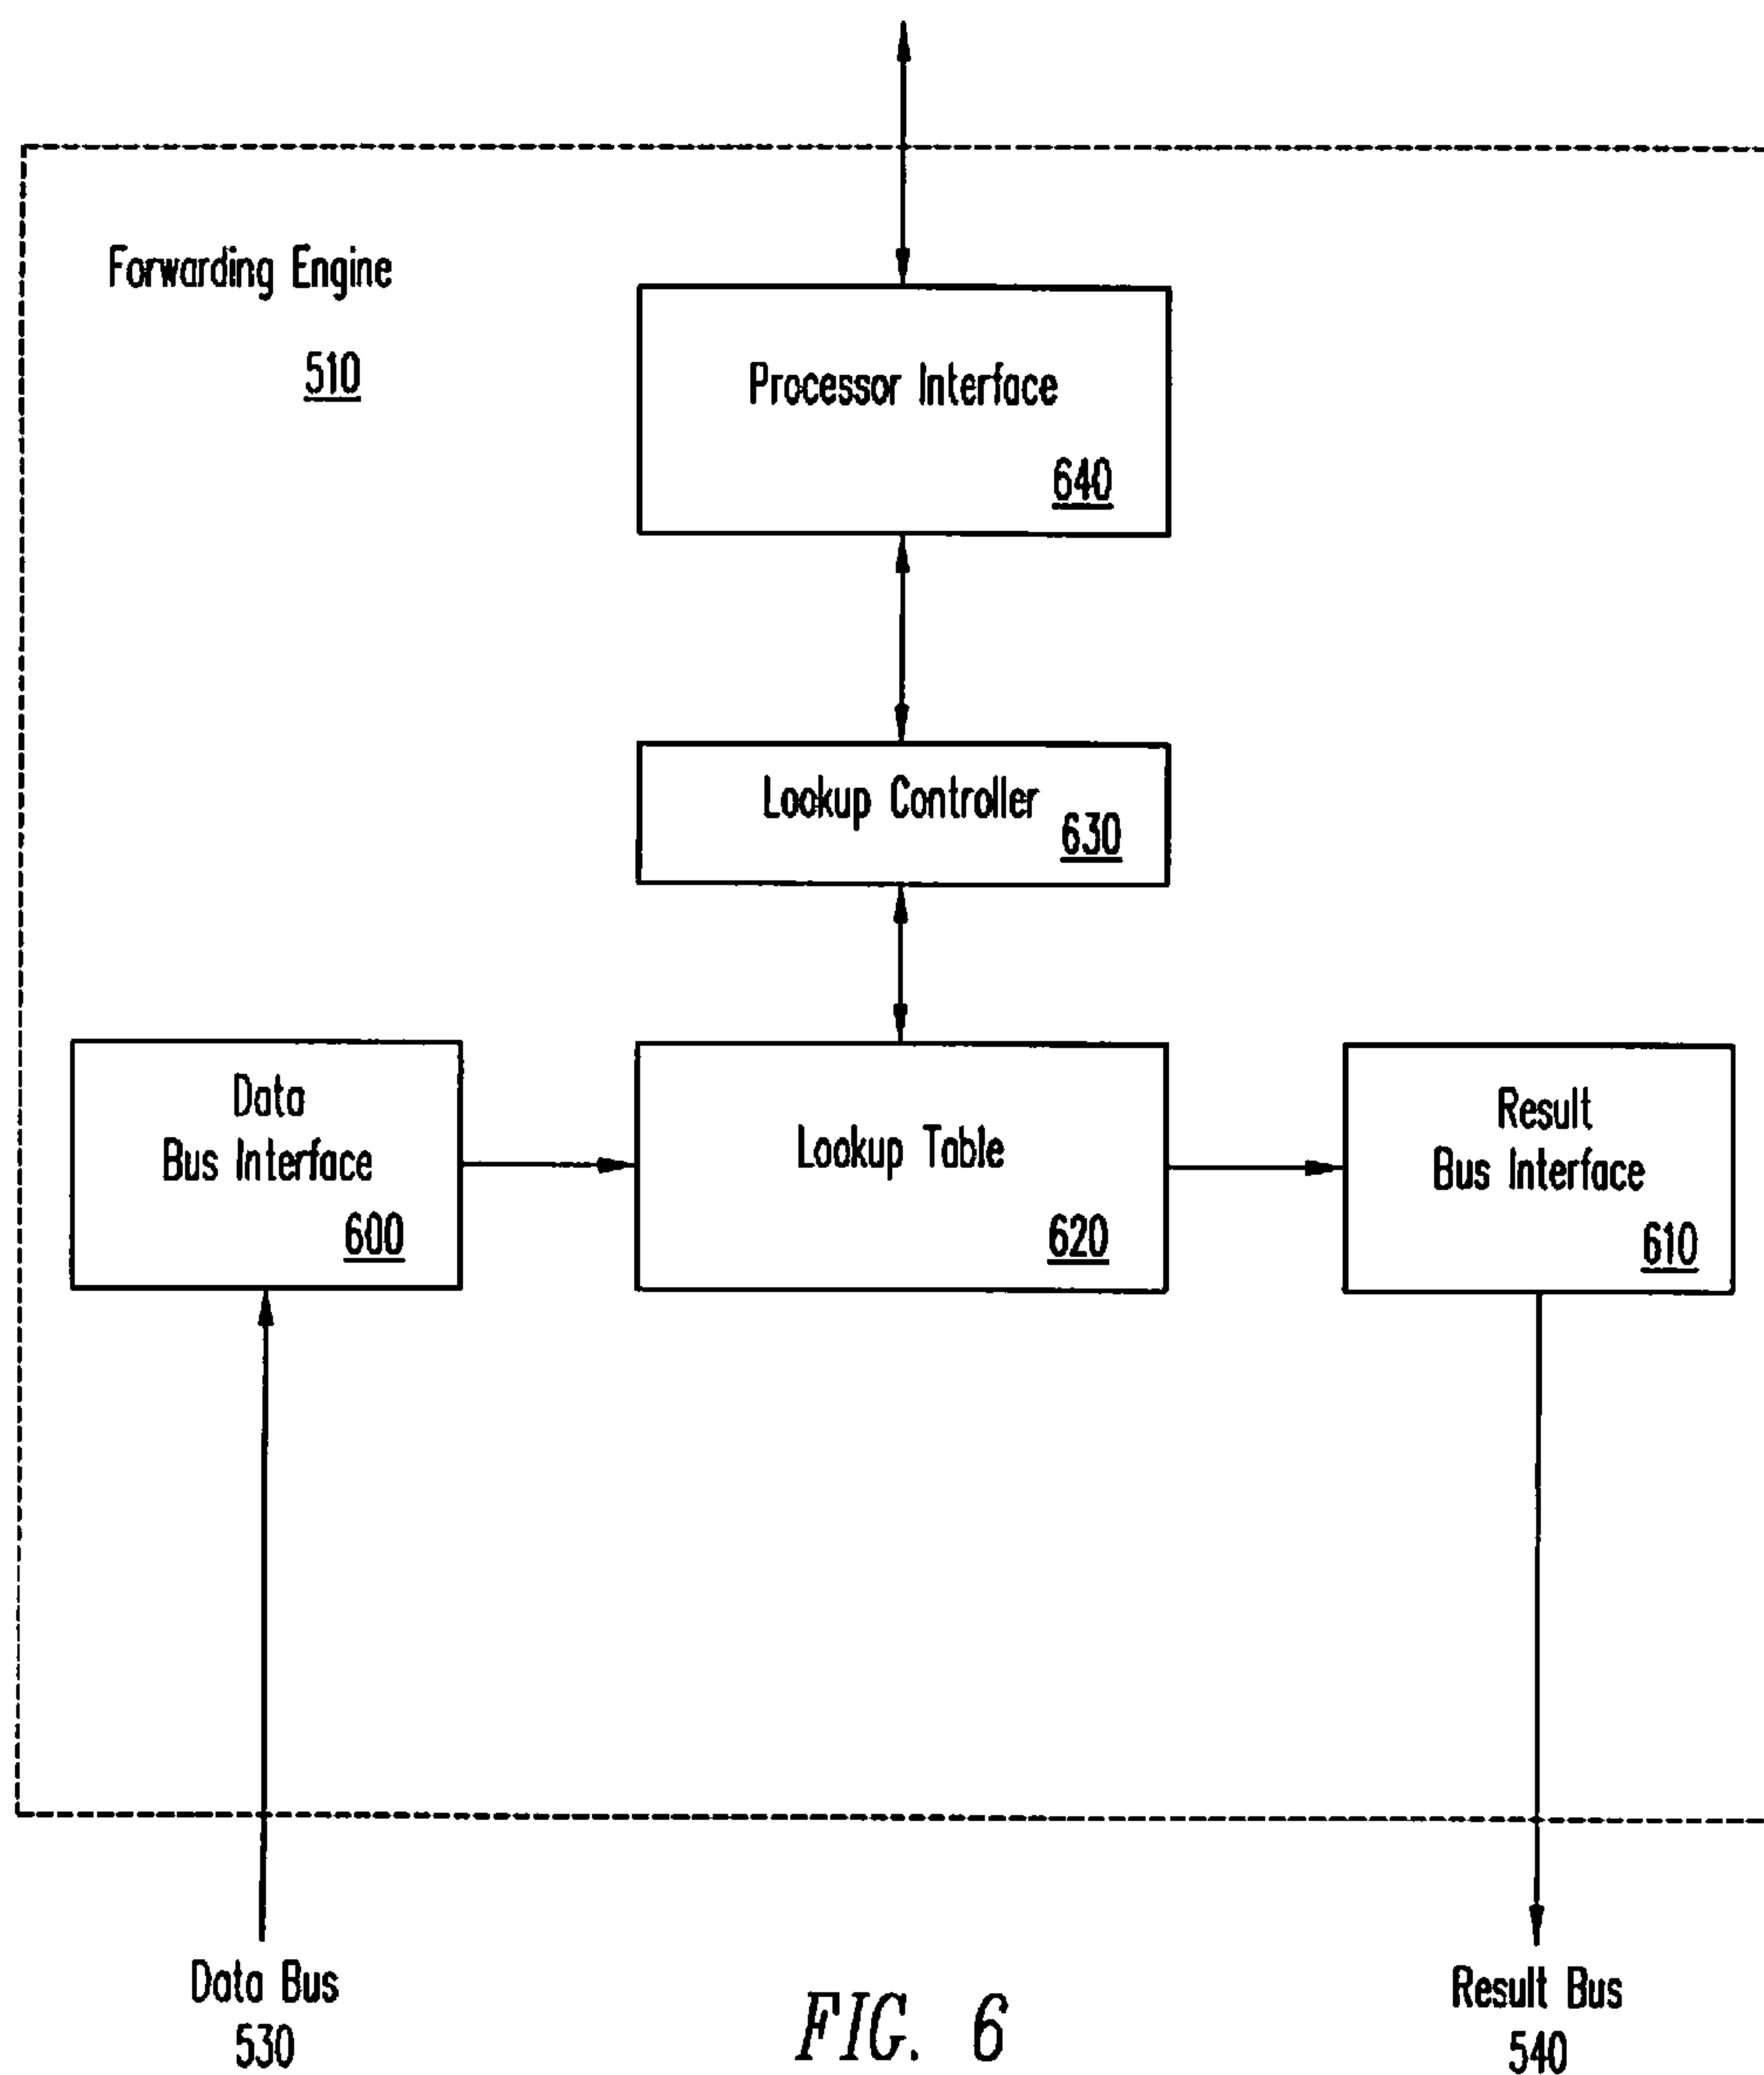 Forwarding Engine
510
Processor Interface
640
Lookup Controller
630
Data
Bus Interface
600
Lookup Table
620
Result
Bus Interface
610
Data Bus
530
FIG. 6
Result Bus
540